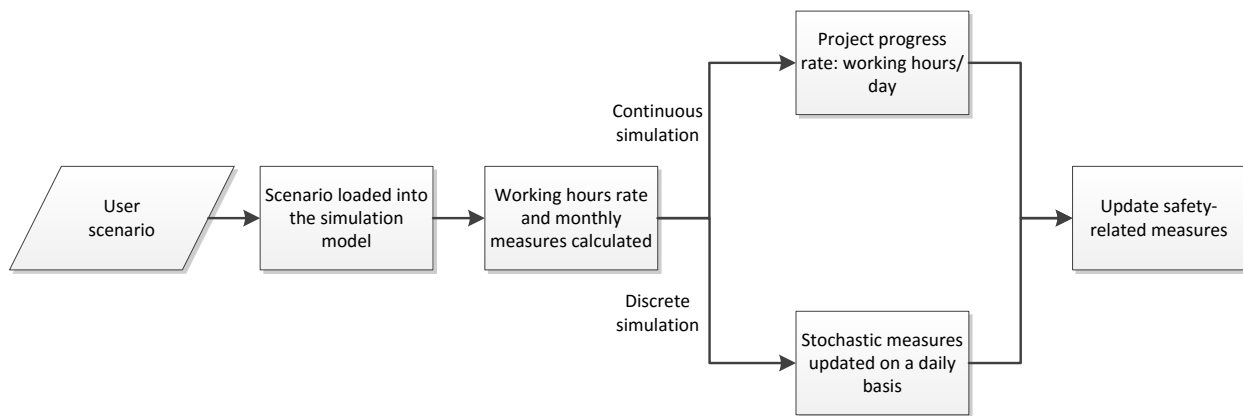 User
scenario
Scenario loaded into
the simulation
model
Working hours rate
and monthly
measures calculated
Continuous
simulation
Project progress
rate: working hours/
day
Discrete
simulation
Stochastic measures
updated on a daily
basis
Update safety-
related measures